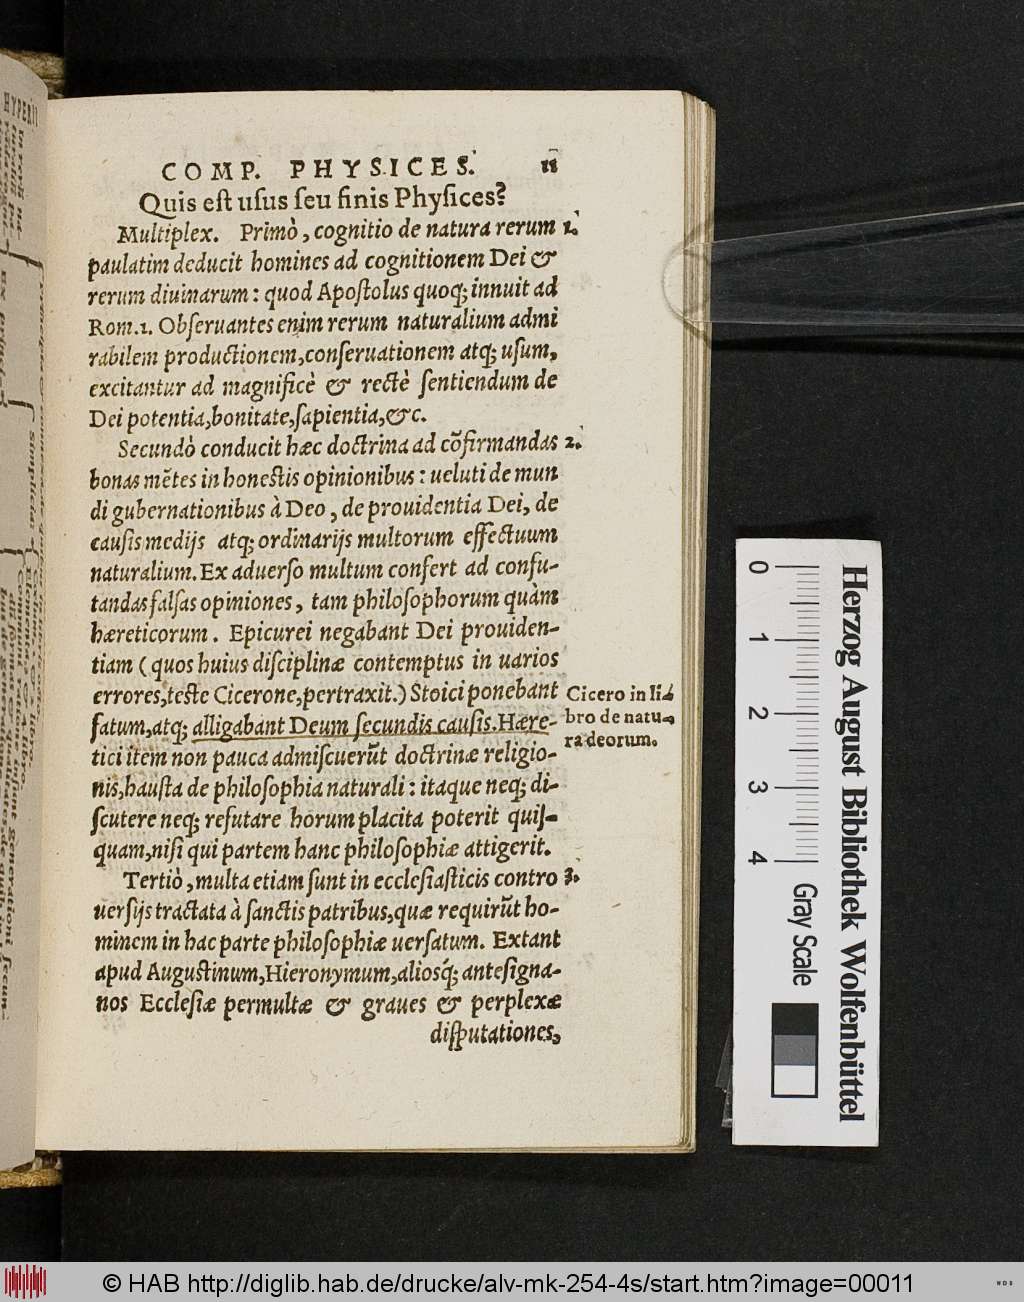 COMP. PHYSICES. 11
Quis est usus seu finis Physices?
Multiplex. Primò, cognitio de natura rerum 1.
paulatim deducit homines ad cognitionem Dei &
rerum diuinarum: quod Apostolus quoq; innuit ad
Rom.1. Obseruantes enim rerum naturalium admi
rabilem productionem,conseruationem atq; usum,
excitantur ad magnificè & rectè sentiendum de
Dei potentia,bonitate,sapientia,&c.
Secundò conducit hæc doctrina ad cõfirmandas 2.
bonas mẽtes in honestis opinionibus: ueluti de mun
di gubernationibus à Deo, de prouidentia Dei, de
causis medijs atq; ordinarijs multorum effectuum
naturalium. Ex aduerso multum confert ad confu-
tandas falsas opiniones, tam philosophorum quàm
hæreticorum. Epicurei negabant Dei prouiden-
tiam (quos huius disciplinæ contemptus in uarios
errores,teste Cicerone,pertraxit.) Stoici ponebant
fatum,atq; alligabant Deum secundis causis.Hære-
tici item non pauca admiscuerũt doctrinæ religio-
nis,hausta de philosophia naturali: itaque neq; di-
scutere neq; refutare horum placita poterit quis-
quam,nisi qui partem hanc philosophiæ attigerit.
Tertiò, multa etiam sunt in ecclesiasticis contro 3.
uersijs tractata à sanctis patribus,quæ requirũt ho-
minem in hac parte philosophiæ uersatum. Extant
apud Augustinum,Hieronymum,aliosq́; antesigna-
nos Ecclesiæ permultæ & graues & perplexæ
disputationes,
Cicero in li-
bro de natu-
ra deorum.
0 1 2 3 4
Gray Scale
Herzog August Bibliothek Wolfenbüttel
© HAB http://diglib.hab.de/drucke/alv-mk-254-4s/start.htm?image=00011